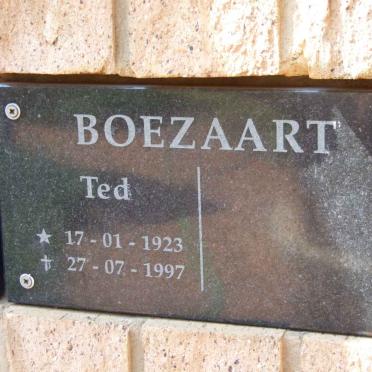 BOEZAART
Ted
★ 17 - 01 - 1923
✝ 27 - 07 - 1997